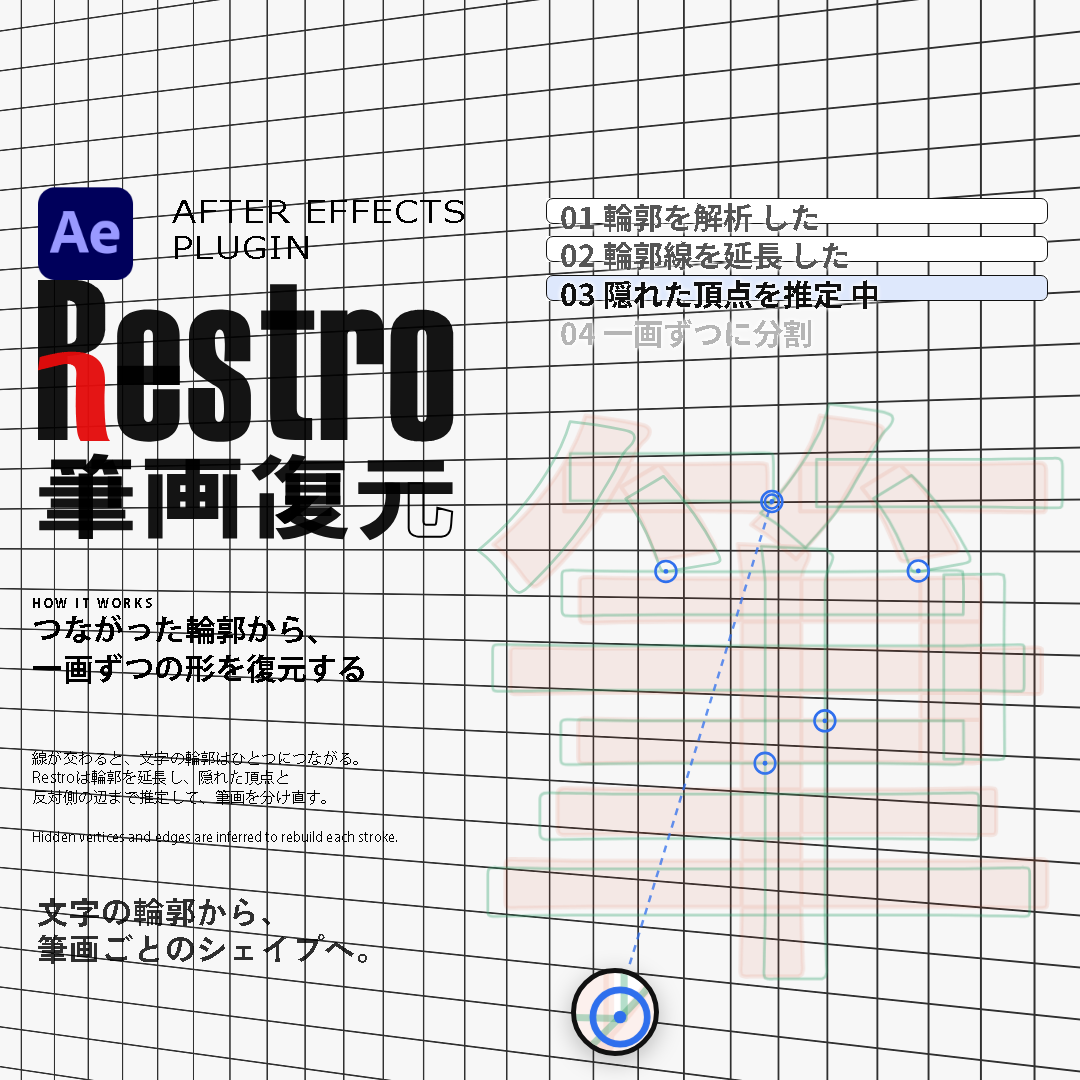 Ae
AFTER EFFECTS
PLUGIN
Restro
筆画復元
HOW IT WORKS
つながった輪郭から、
一画ずつの形を復元する
線が交わると、文字の輪郭はひとつにつながる。
Restroは輪郭を延長し、隠れた頂点と
反対側の辺まで推定して、筆画を分け直す。
Hidden vertices and edges are inferred to rebuild each stroke.
文字の輪郭から、
筆画ごとのシェイプへ。
01 輪郭を解析 した
02 輪郭線を延長 した
03 隠れた頂点を推定 中
04 一画ずつに分割
筆